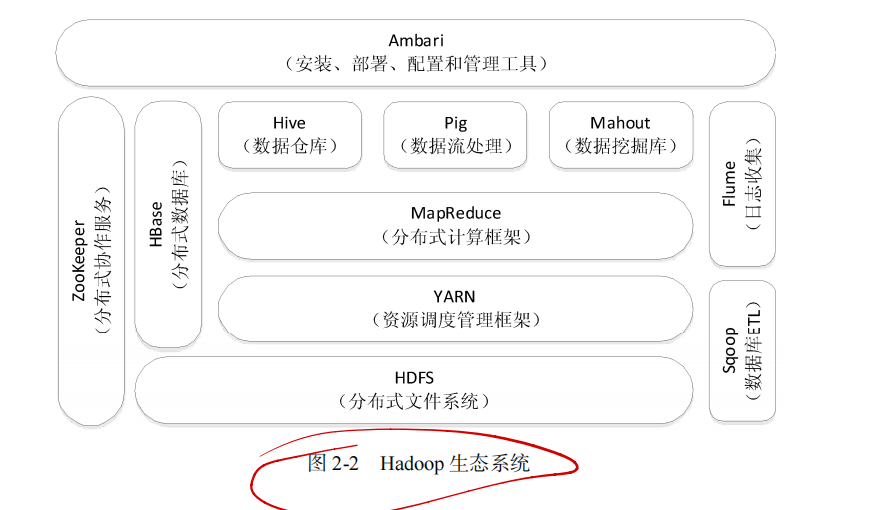 Ambari
（安装、部署、配置和管理工具）
ZooKeeper
（分布式协作服务）
HBase
（分布式数据库）
Hive
（数据仓库）
Pig
（数据流处理）
Mahout
（数据挖掘库）
MapReduce
（分布式计算框架）
YARN
（资源调度管理框架）
HDFS
（分布式文件系统）
Flume
（日志收集）
Sqoop
（数据库ETL）
图 2-2 Hadoop 生态系统